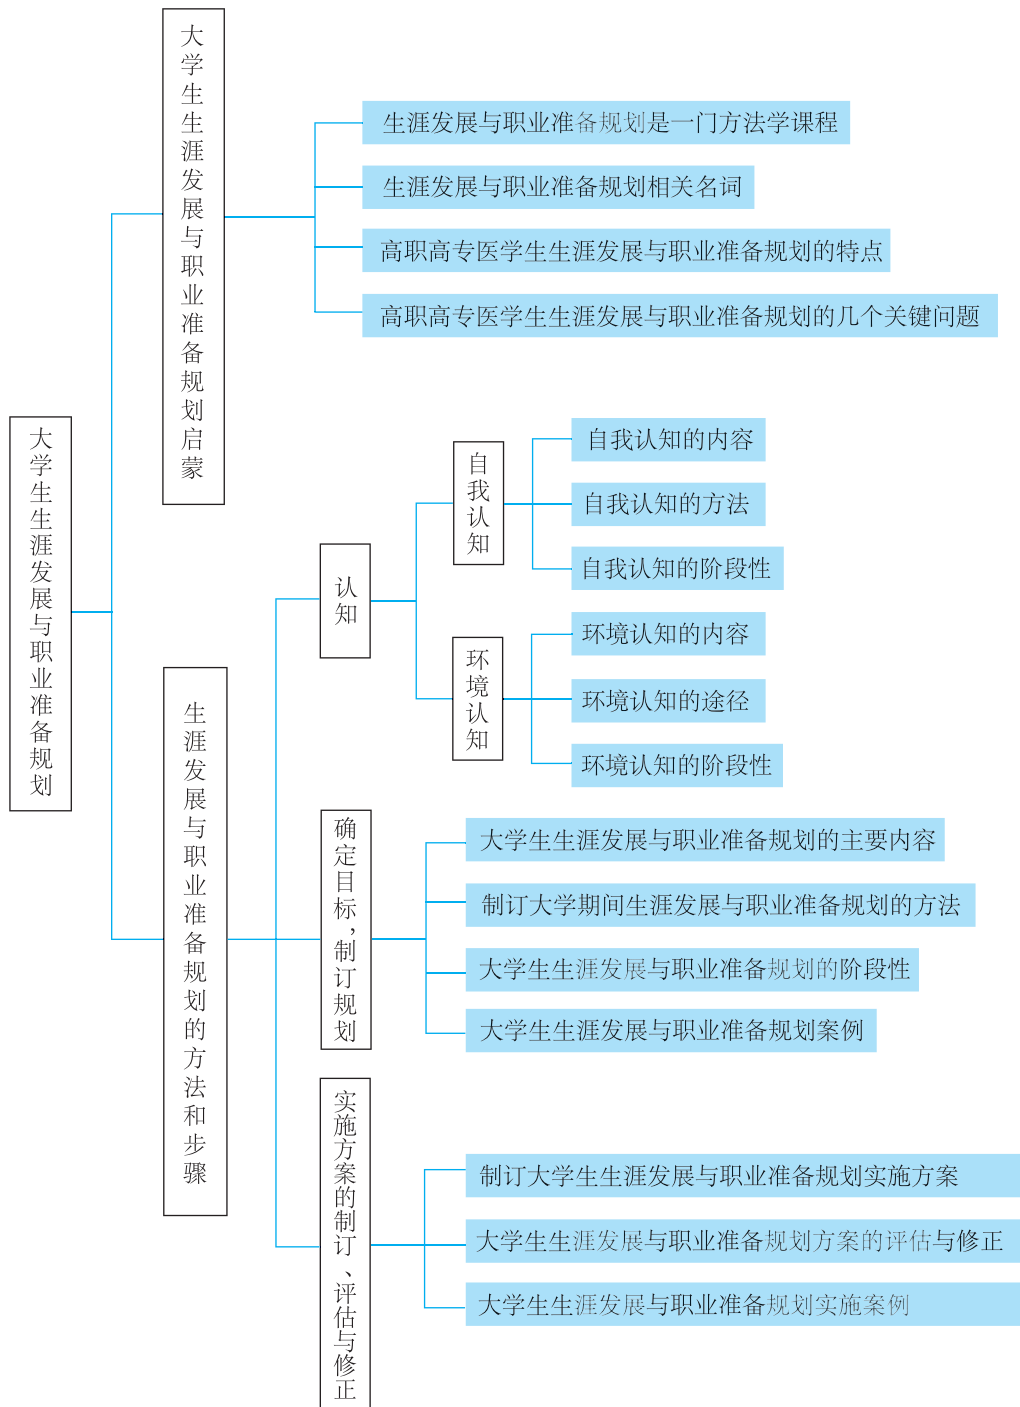 大学生生涯发展与职业准备规划
大学生生涯发展与职业准备规划启蒙
生涯发展与职业准备规划是一门方法学课程
生涯发展与职业准备规划相关名词
高职高专医学生生涯发展与职业准备规划的特点
高职高专医学生生涯发展与职业准备规划的几个关键问题
生涯发展与职业准备规划的方法和步骤
认知
自我认知
自我认知的内容
自我认知的方法
自我认知的阶段性
环境认知
环境认知的内容
环境认知的途径
环境认知的阶段性
确定目标,制订规划
大学生生涯发展与职业准备规划的主要内容
制订大学期间生涯发展与职业准备规划的方法
大学生生涯发展与职业准备规划的阶段性
大学生生涯发展与职业准备规划案例
实施方案的制订、评估与修正
制订大学生生涯发展与职业准备规划实施方案
大学生生涯发展与职业准备规划方案的评估与修正
大学生生涯发展与职业准备规划实施案例